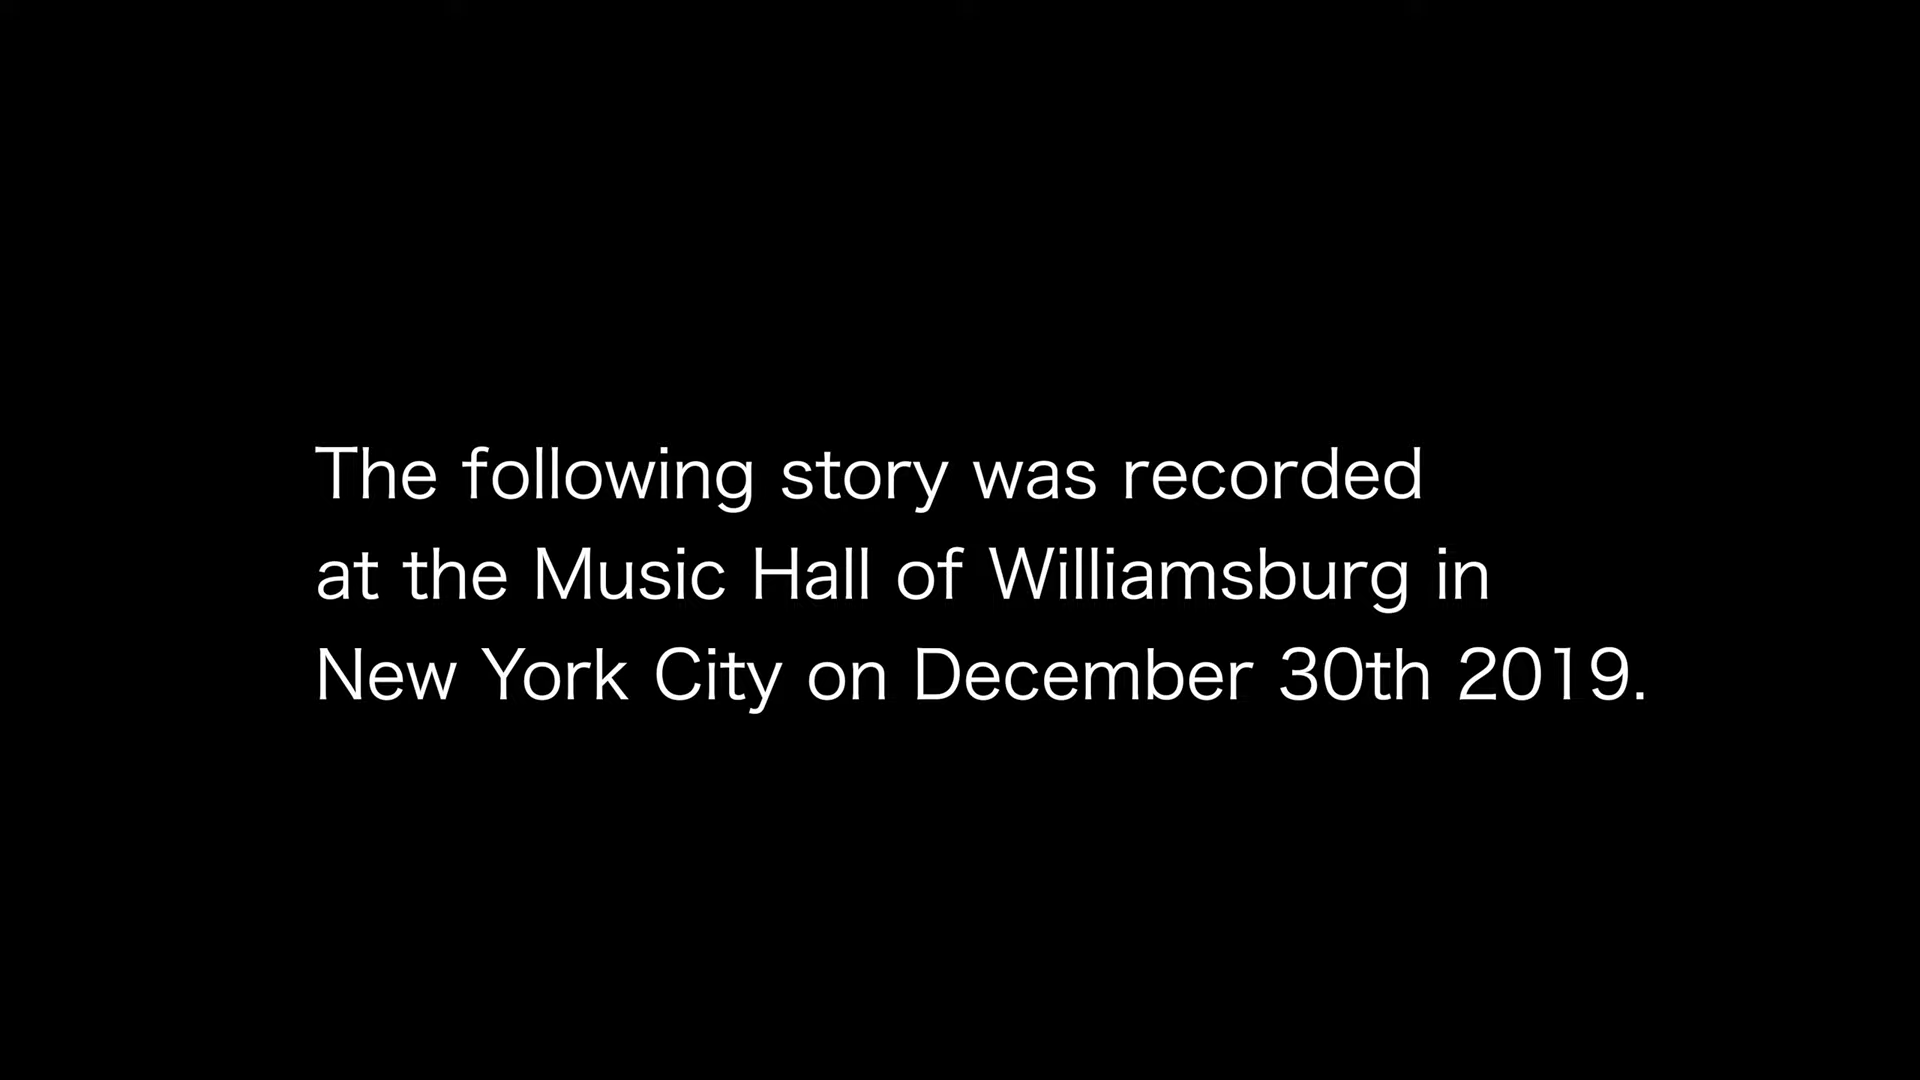 The following story was recorded
at the Music Hall of Williamsburg in
New York City on December 30th 2019.